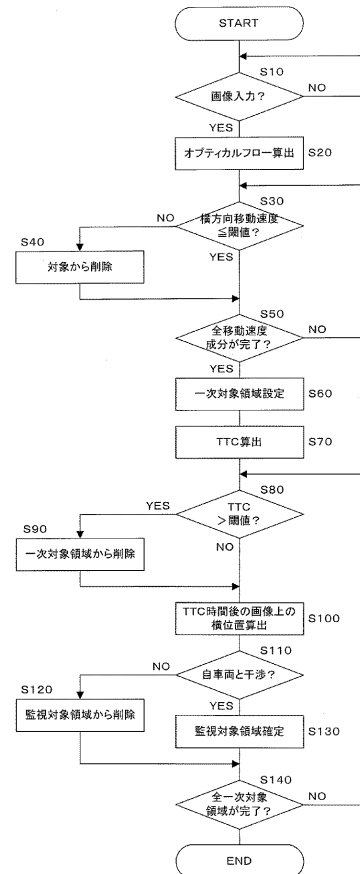 START
S10
画像入力?
NO
YES
オプティカルフロー算出
S20
S30
横方向移動速度
≦閾値?
NO
S40
対象から削除
YES
S50
全移動速度
成分が完了?
NO
YES
一次対象領域設定
S60
TTC算出
S70
S80
TTC
>閾値?
YES
S90
一次対象領域から削除
NO
TTC時間後の画像上の
横位置算出
S100
S110
自車両と干渉?
NO
S120
監視対象領域から削除
YES
監視対象領域確定
S130
S140
全一次対象
領域が完了?
NO
YES
END